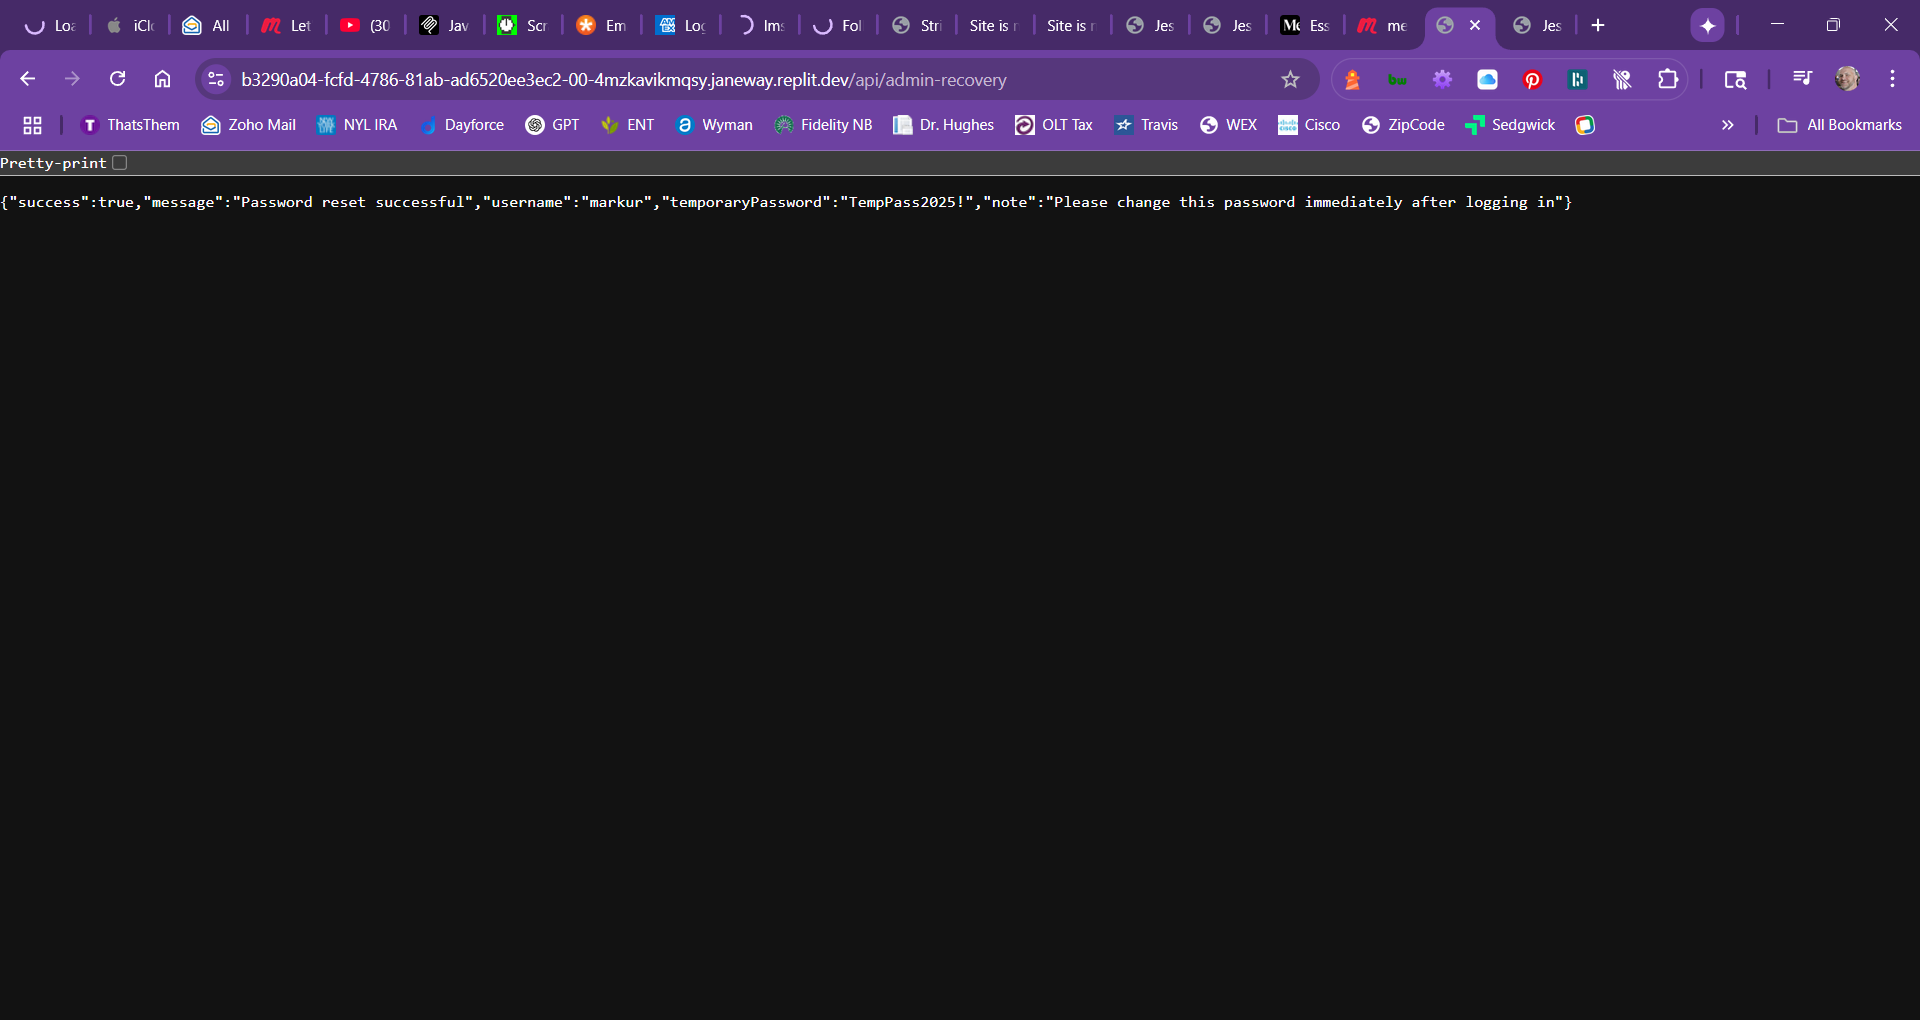 Loa
iClo
All
Let
(30
Jav
Scr
Em
Log
Ims
Foll
Stri
Site is n
Site is n
Jes
Jes
Ess
me
Jes
b3290a04-fcfd-4786-81ab-ad6520ee3ec2-00-4mzkavikmqsy.janeway.replit.dev/api/admin-recovery
ThatsThem
Zoho Mail
NYL IRA
Dayforce
GPT
ENT
Wyman
Fidelity NB
Dr. Hughes
OLT Tax
Travis
WEX
Cisco
ZipCode
Sedgwick
All Bookmarks
Pretty-print
{"success":true,"message":"Password reset successful","username":"markur","temporaryPassword":"TempPass2025!","note":"Please change this password immediately after logging in"}